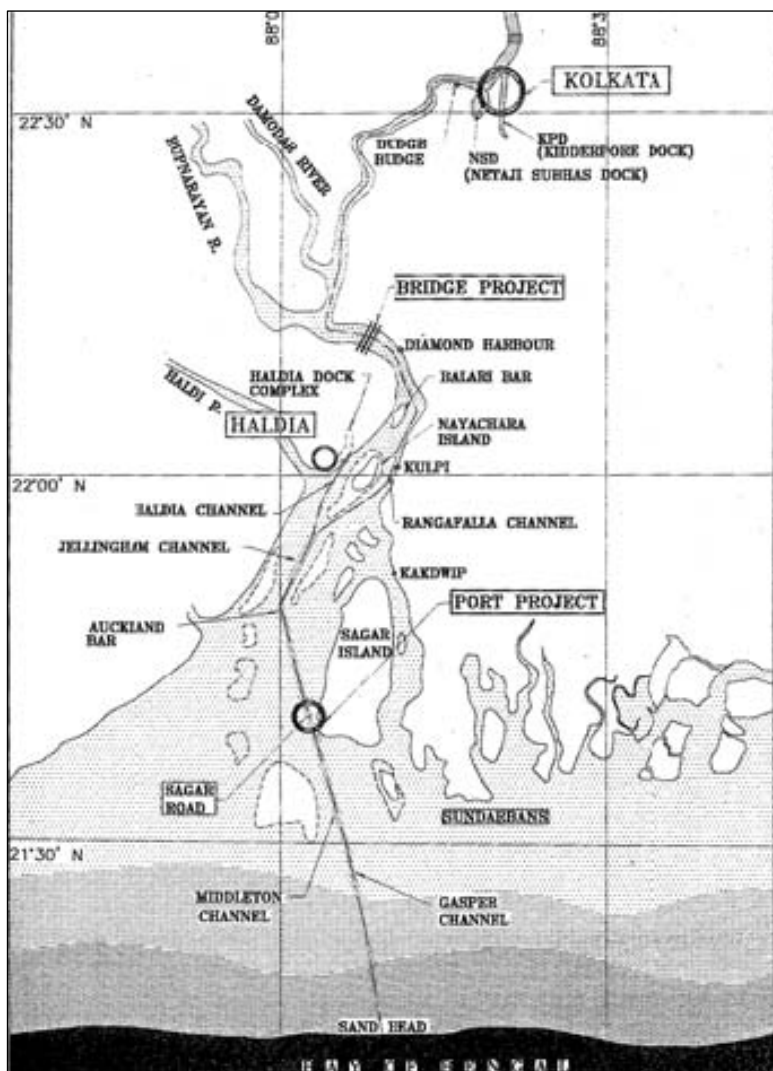 88°0
88°3
KOLKATA
22°30' N
DAMODAS RIVER
BUDGE
KPD
(KIDDERPORE DOCK)
NSD
(NETAJI SUBHAS DOCK)
RUPNARAYAN R.
BRIDGE PROJECT
DIAMOND HARBOUR
HALDIA DOCK
COMPLEX
BALARI BAR
HALDI R.
HALDIA
NAYACHARA
ISLAND
KULPI
22°00' N
HALDIA CHANNEL
RANGAFALLA CHANNEL
JELLINGHAM CHANNEL
KAKDWIP
PORT PROJECT
AUCKLAND
BAR
SAGAR
ISLAND
SAGAR
ROAD
SUNDARBANS
21°30' N
MIDDLETON
CHANNEL
GASPER
CHANNEL
SAND HEAD
BAY OF BENGAL